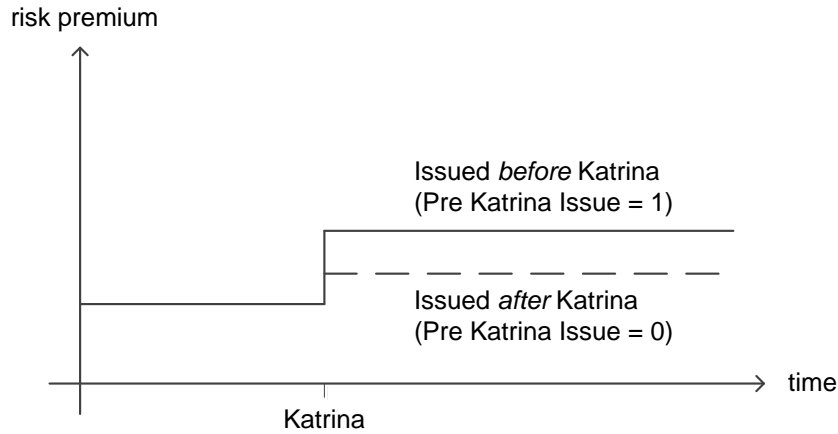 risk premium
Issued before Katrina
(Pre Katrina Issue = 1)
Issued after Katrina
(Pre Katrina Issue = 0)
time
Katrina